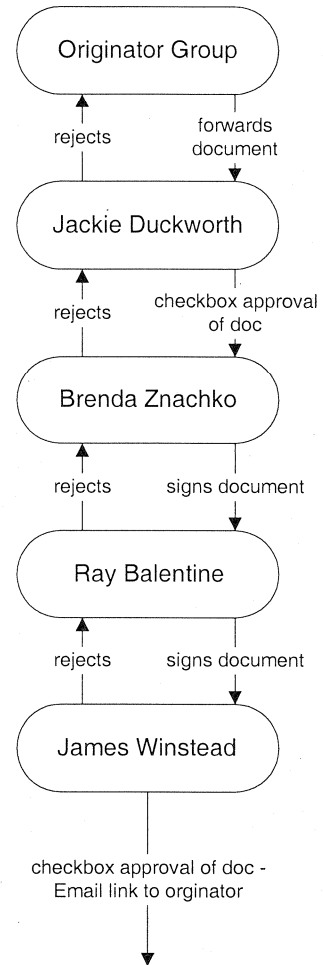 Originator Group
rejects
forwards
document
Jackie Duckworth
rejects
checkbox approval
of doc
Brenda Znachko
rejects
signs document
Ray Balentine
rejects
signs document
James Winstead
checkbox approval of doc -
Email link to orginator